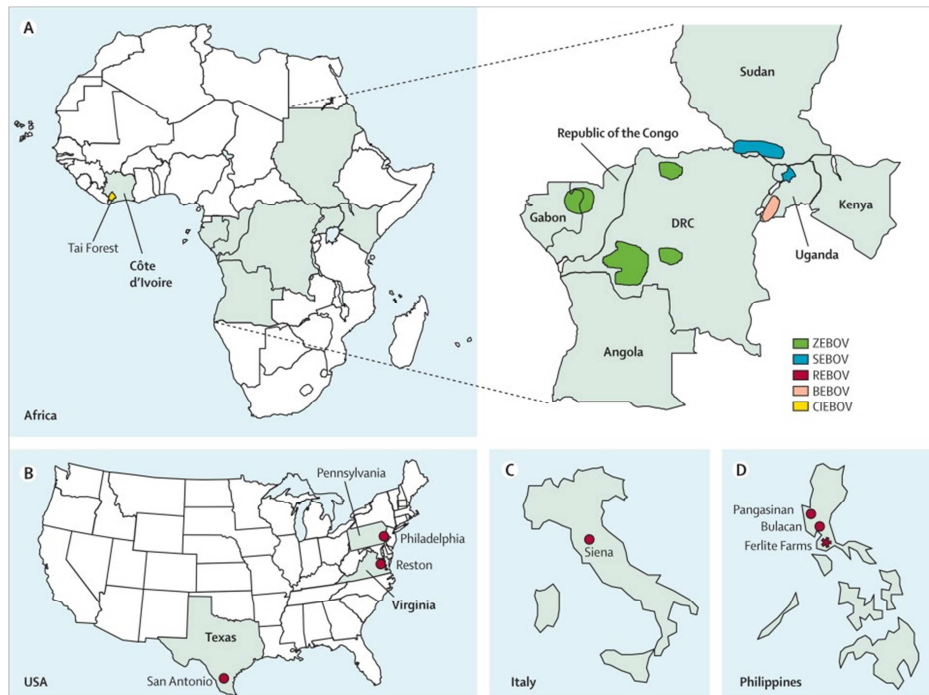 A
Tai Forest
Côte
d'Ivoire
Africa
Sudan
Republic of the Congo
Gabon
DRC
Kenya
Uganda
Angola
ZEBOV
SEBOV
REBOV
BEBOV
CIEBOV
B
Pennsylvania
Philadelphia
Reston
Virginia
Texas
San Antonio
USA
C
Siena
Italy
D
Pangasinan
Bulacan
Ferlite Farms
Philippines